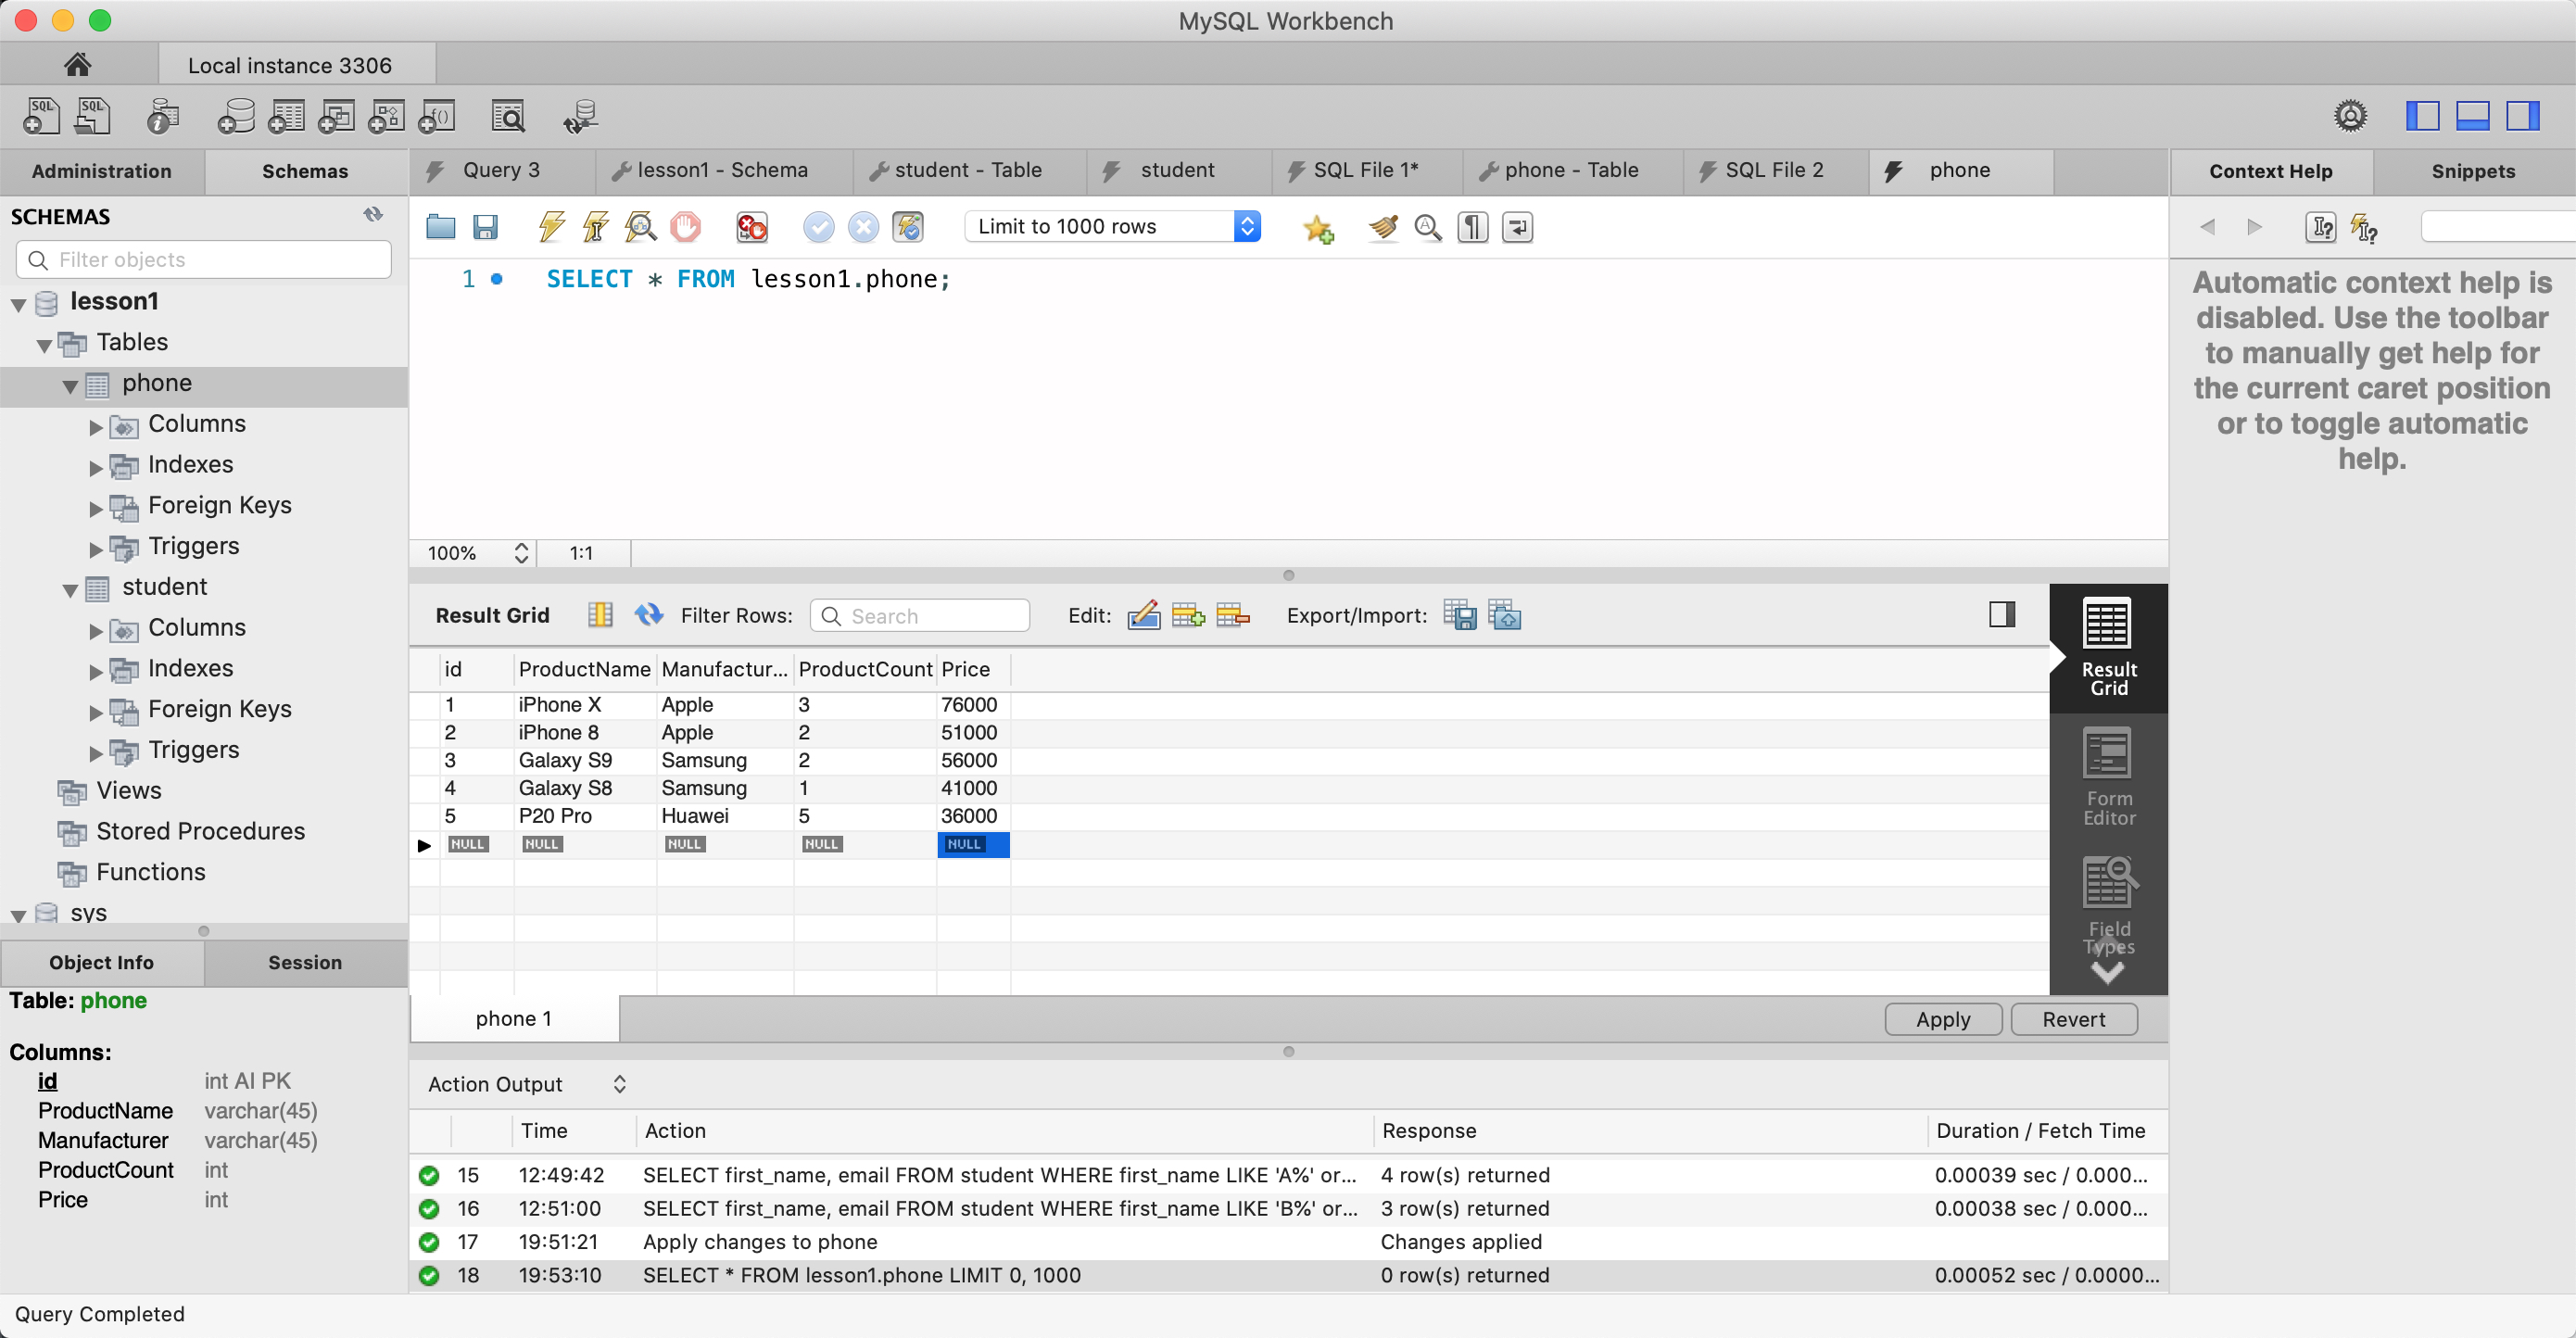 MySQL Workbench
Local instance 3306
Administration Schemas
Query 3 lesson1 - Schema student - Table student SQL File 1* phone - Table SQL File 2 phone
Context Help Snippets
SCHEMAS
Filter objects
lesson1
Tables
phone
Columns
Indexes
Foreign Keys
Triggers
student
Columns
Indexes
Foreign Keys
Triggers
Views
Stored Procedures
Functions
sys
Object Info Session
Table: phone
Columns:
id int AI PK
ProductName varchar(45)
Manufacturer varchar(45)
ProductCount int
Price int
Limit to 1000 rows
1 SELECT * FROM lesson1.phone;
100% 1:1
Result Grid Filter Rows: Search Edit: Export/Import:
id ProductName Manufactur... ProductCount Price
1 iPhone X Apple 3 76000
2 iPhone 8 Apple 2 51000
3 Galaxy S9 Samsung 2 56000
4 Galaxy S8 Samsung 1 41000
5 P20 Pro Huawei 5 36000
NULL NULL NULL NULL NULL
Result
Grid
Form
Editor
Field
Types
phone 1 Apply Revert
Action Output
Time Action Response Duration / Fetch Time
15 12:49:42 SELECT first_name, email FROM student WHERE first_name LIKE 'A%' or... 4 row(s) returned 0.00039 sec / 0.000...
16 12:51:00 SELECT first_name, email FROM student WHERE first_name LIKE 'B%' or... 3 row(s) returned 0.00038 sec / 0.000...
17 19:51:21 Apply changes to phone Changes applied
18 19:53:10 SELECT * FROM lesson1.phone LIMIT 0, 1000 0 row(s) returned 0.00052 sec / 0.0000...
Automatic context help is
disabled. Use the toolbar
to manually get help for
the current caret position
or to toggle automatic
help.
Query Completed